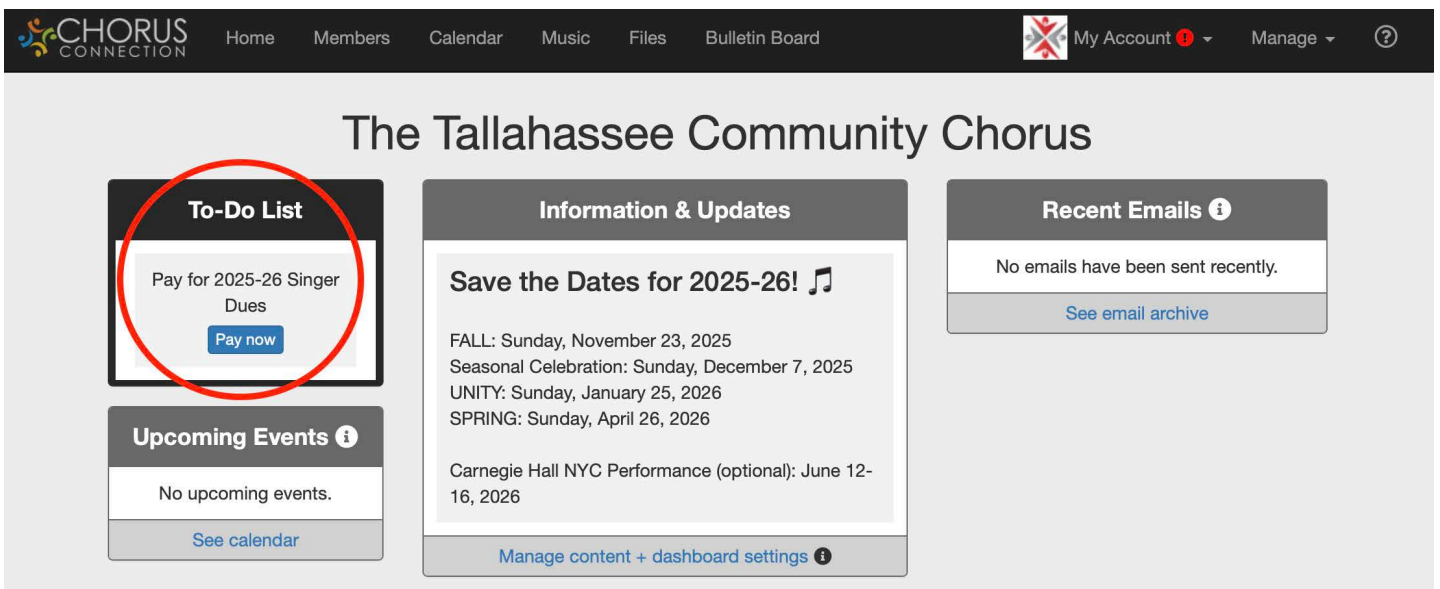 CHORUS
CONNECTION
Home
Members
Calendar
Music
Files
Bulletin Board
My Account !
Manage
?
The Tallahassee Community Chorus
To-Do List
Pay for 2025-26 Singer
Dues
Pay now
Upcoming Events i
No upcoming events.
See calendar
Information & Updates
Save the Dates for 2025-26! 🎵
FALL: Sunday, November 23, 2025
Seasonal Celebration: Sunday, December 7, 2025
UNITY: Sunday, January 25, 2026
SPRING: Sunday, April 26, 2026
Carnegie Hall NYC Performance (optional): June 12-
16, 2026
Manage content + dashboard settings i
Recent Emails i
No emails have been sent recently.
See email archive